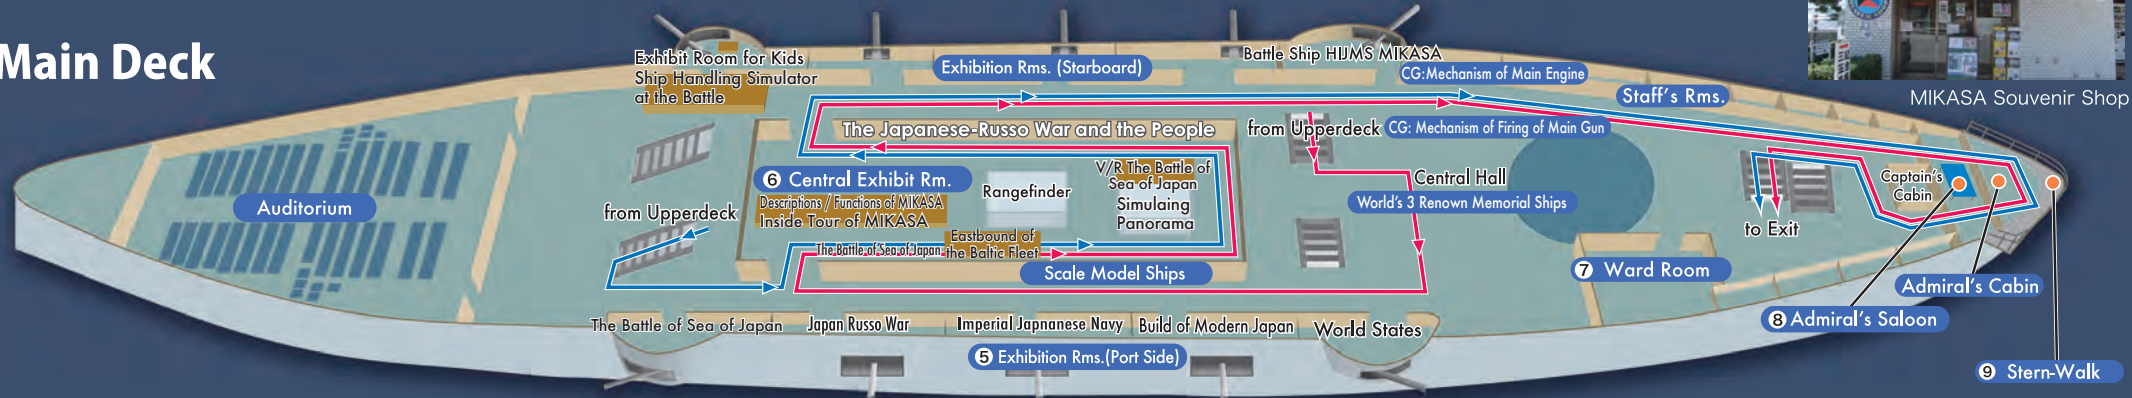 Main Deck
MIKASA Souvenir Shop
Exhibit Room for Kids
Ship Handling Simulator
at the Battle
Exhibition Rms. (Starboard)
Battle Ship HIJMS MIKASA
CG:Mechanism of Main Engine
Staff's Rms.
The Japanese-Russo War and the People
from Upperdeck
CG: Mechanism of Firing of Main Gun
⑥ Central Exhibit Rm.
Descriptions / Functions of MIKASA
Inside Tour of MIKASA
Rangefinder
V/R The Battle of
Sea of Japan
Simulaing
Panorama
Central Hall
World's 3 Renown Memorial Ships
Captain's
Cabin
Auditorium
from Upperdeck
to Exit
The Battle of Sea of Japan
Eastbound of
the Baltic Fleet
Scale Model Ships
⑦ Ward Room
Admiral's Cabin
⑧ Admiral's Saloon
The Battle of Sea of Japan
Japan Russo War
Imperial Japnanese Navy
Build of Modern Japan
World States
⑤ Exhibition Rms.(Port Side)
⑨ Stern-Walk